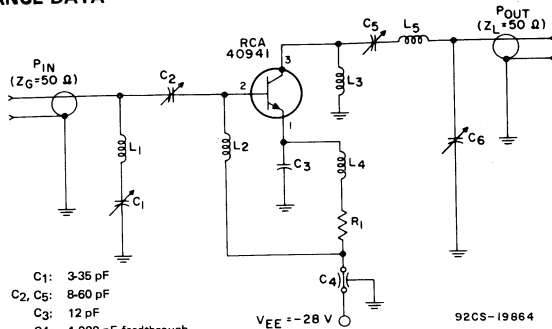 ANCE DATA
POUT
(ZL=50 Ω)
C5
L5
RCA
40941
3
PIN
(ZG=50 Ω)
C2
2
L3
1
L1
L2
C3
L4
C6
C1
R1
C4
C1: 3-35 pF
C2, C5: 8-60 pF
C3: 12 pF
VEE = -28 V
92CS-19864